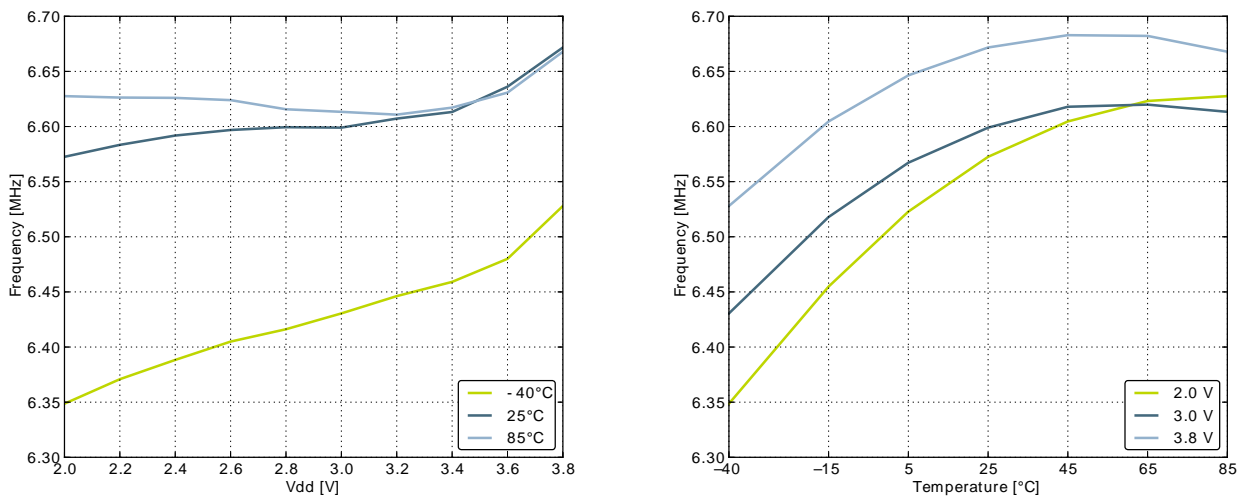 6.70
6.65
6.60
6.55
6.50
6.45
6.40
6.35
6.30
Frequency [MHz]
2.0 2.2 2.4 2.6 2.8 3.0 3.2 3.4 3.6 3.8
Vdd [V]
- 40°C
25°C
85°C
6.70
6.65
6.60
6.55
6.50
6.45
6.40
6.35
6.30
Frequency [MHz]
–40 –15 5 25 45 65 85
Temperature [°C]
2.0 V
3.0 V
3.8 V